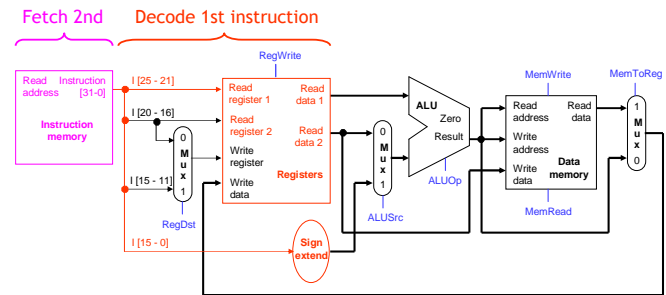 Fetch 2nd
Decode 1st instruction
RegWrite
MemWrite
MemToReg
Read
address
Instruction
[31-0]
Instruction
memory
I [25 - 21]
I [20 - 16]
I [15 - 11]
I [15 - 0]
0
M
u
x
1
RegDst
Read
register 1
Read
data 1
Read
register 2
Read
data 2
Write
register
Registers
Write
data
Sign
extend
0
M
u
x
1
ALUSrc
ALU
Zero
Result
ALUOp
Read
address
Read
data
Write
address
Write
data
Data
memory
MemRead
1
M
u
x
0